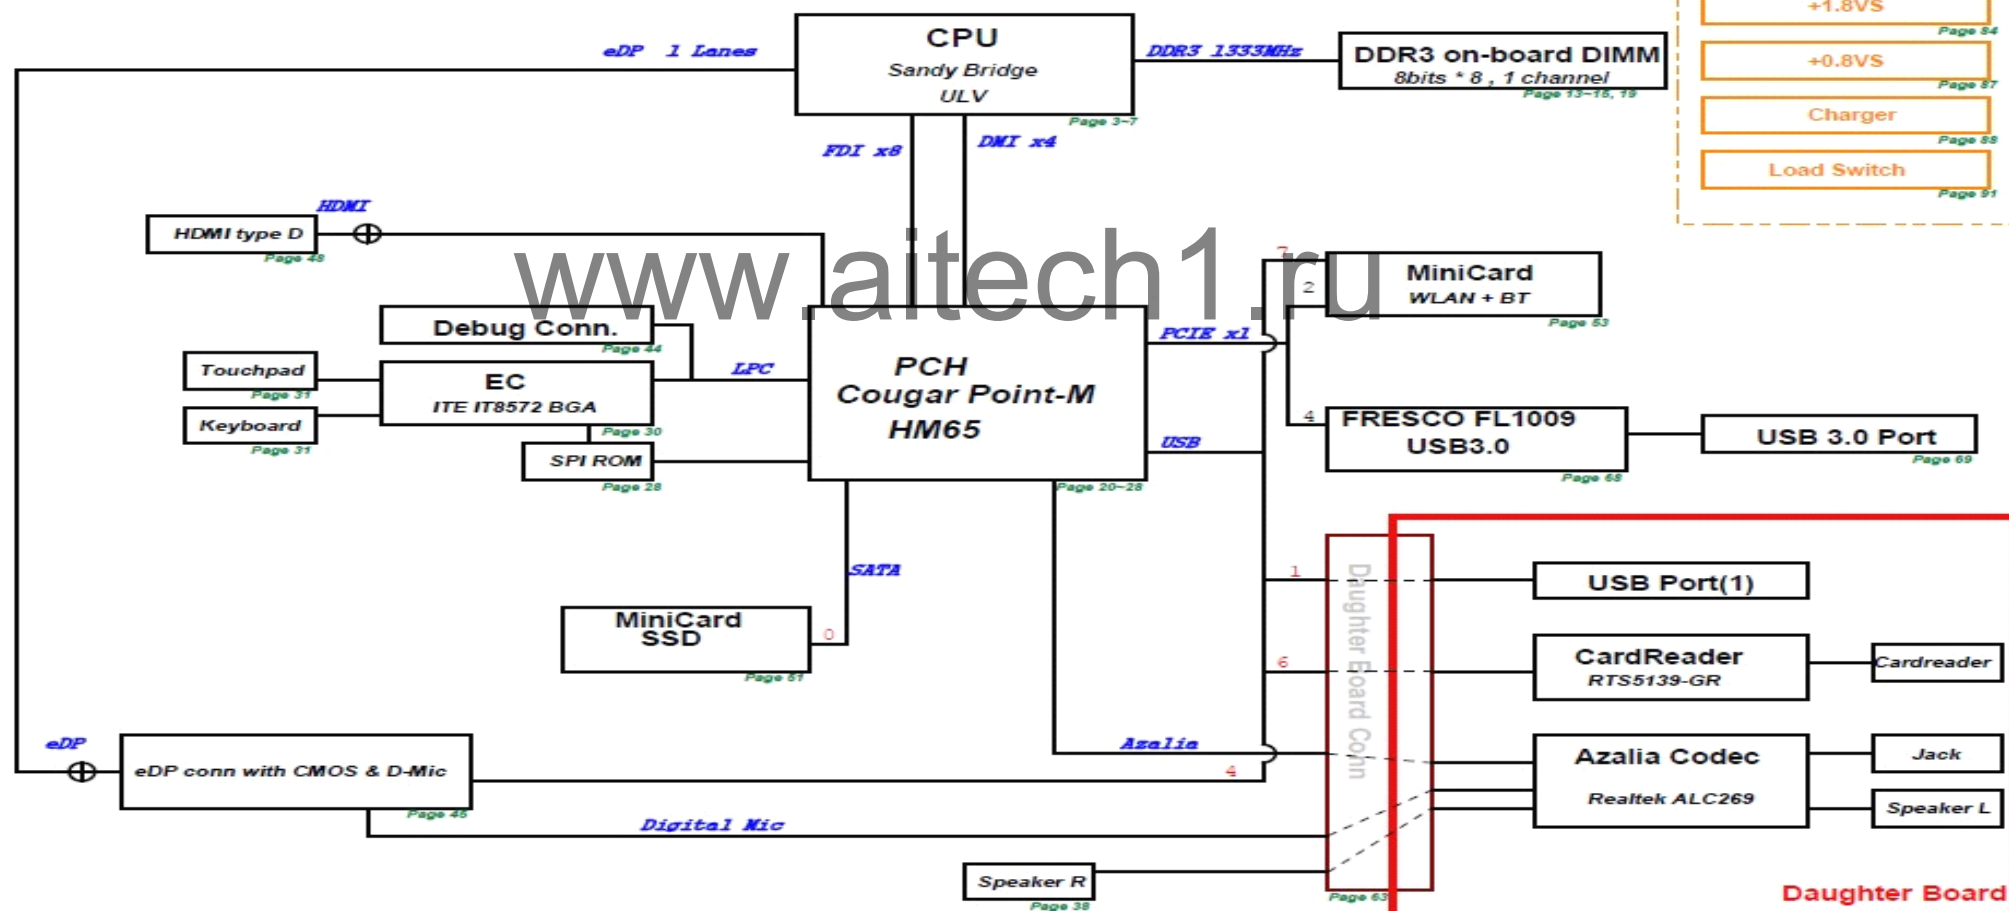 +1.8VS
Page 84
+0.8VS
Page 87
Charger
Page 88
Load Switch
Page 91
eDP 1 Lanes
CPU
Sandy Bridge
ULV
Page 3~7
DDR3 1333MHz
DDR3 on-board DIMM
8bits * 8 , 1 channel
Page 13~15, 19
FDI x8
DMI x4
HDMI
HDMI type D
Page 48
www.aitech1.ru
7
2
MiniCard
WLAN + BT
Page 53
Debug Conn.
Page 44
Touchpad
Page 31
Keyboard
Page 31
EC
ITE IT8572 BGA
Page 30
LPC
SPI ROM
Page 28
PCH
Cougar Point-M
HM65
Page 20~28
PCIE x1
USB
4
FRESCO FL1009
USB3.0
Page 68
USB 3.0 Port
Page 69
SATA
MiniCard
SSD
0
Page 51
Daughter Board Conn
1
USB Port(1)
6
CardReader
RTS5139-GR
Cardreader
Azalia
Azalia Codec
Realtek ALC269
Jack
Speaker L
eDP
eDP conn with CMOS & D-Mic
Page 45
4
Digital Mic
Speaker R
Page 38
Page 63
Daughter Board